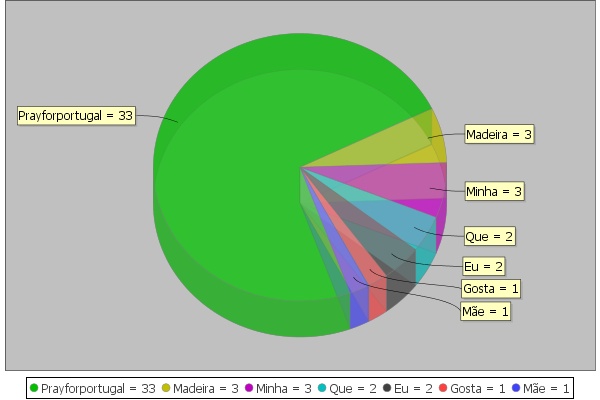 Prayforportugal = 33
Madeira = 3
Minha = 3
Que = 2
Eu = 2
Gosta = 1
Mãe = 1
Prayforportugal = 33 Madeira = 3 Minha = 3 Que = 2 Eu = 2 Gosta = 1 Mãe = 1